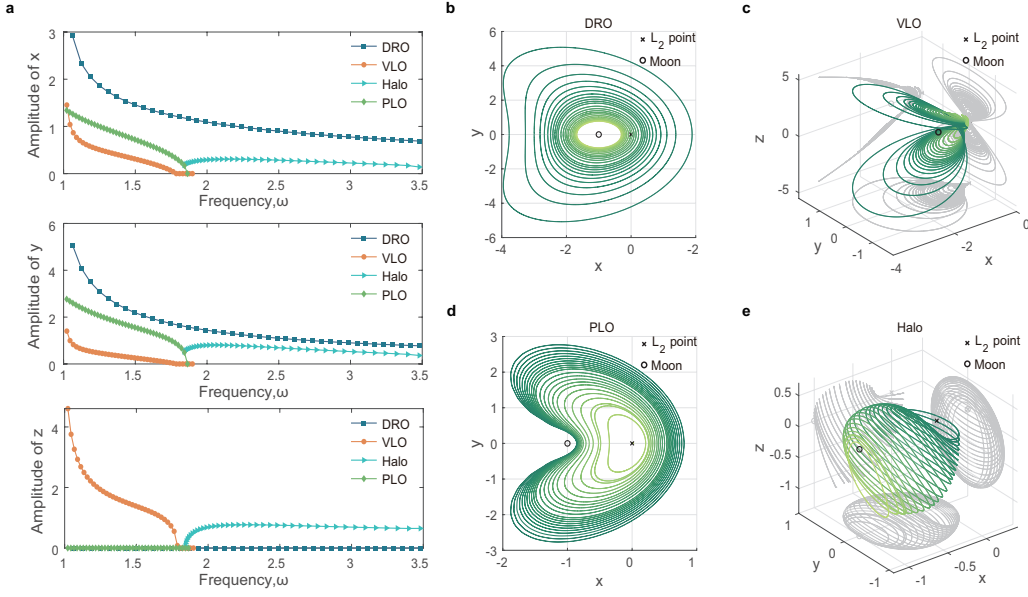 a
3
2
1
0
Amplitude of x
DRO
VLO
Halo
PLO
1
1.5
2
2.5
3
3.5
Frequency,ω
6
4
2
0
Amplitude of y
DRO
VLO
Halo
PLO
1
1.5
2
2.5
3
3.5
Frequency,ω
4
2
0
Amplitude of z
DRO
VLO
Halo
PLO
1
1.5
2
2.5
3
3.5
Frequency,ω
b
DRO
L2 point
Moon
6
4
2
0
-2
-4
-6
y
-4
-2
0
-2
x
c
VLO
L2 point
Moon
5
0
-5
z
1
0
-1
y
-4
-2
0
x
d
PLO
L2 point
Moon
3
2
1
0
-1
-2
-3
y
-2
-1
0
1
x
e
Halo
L2 point
Moon
0.5
0
-0.5
-1
z
1
0
-1
y
-1
-0.5
0
x